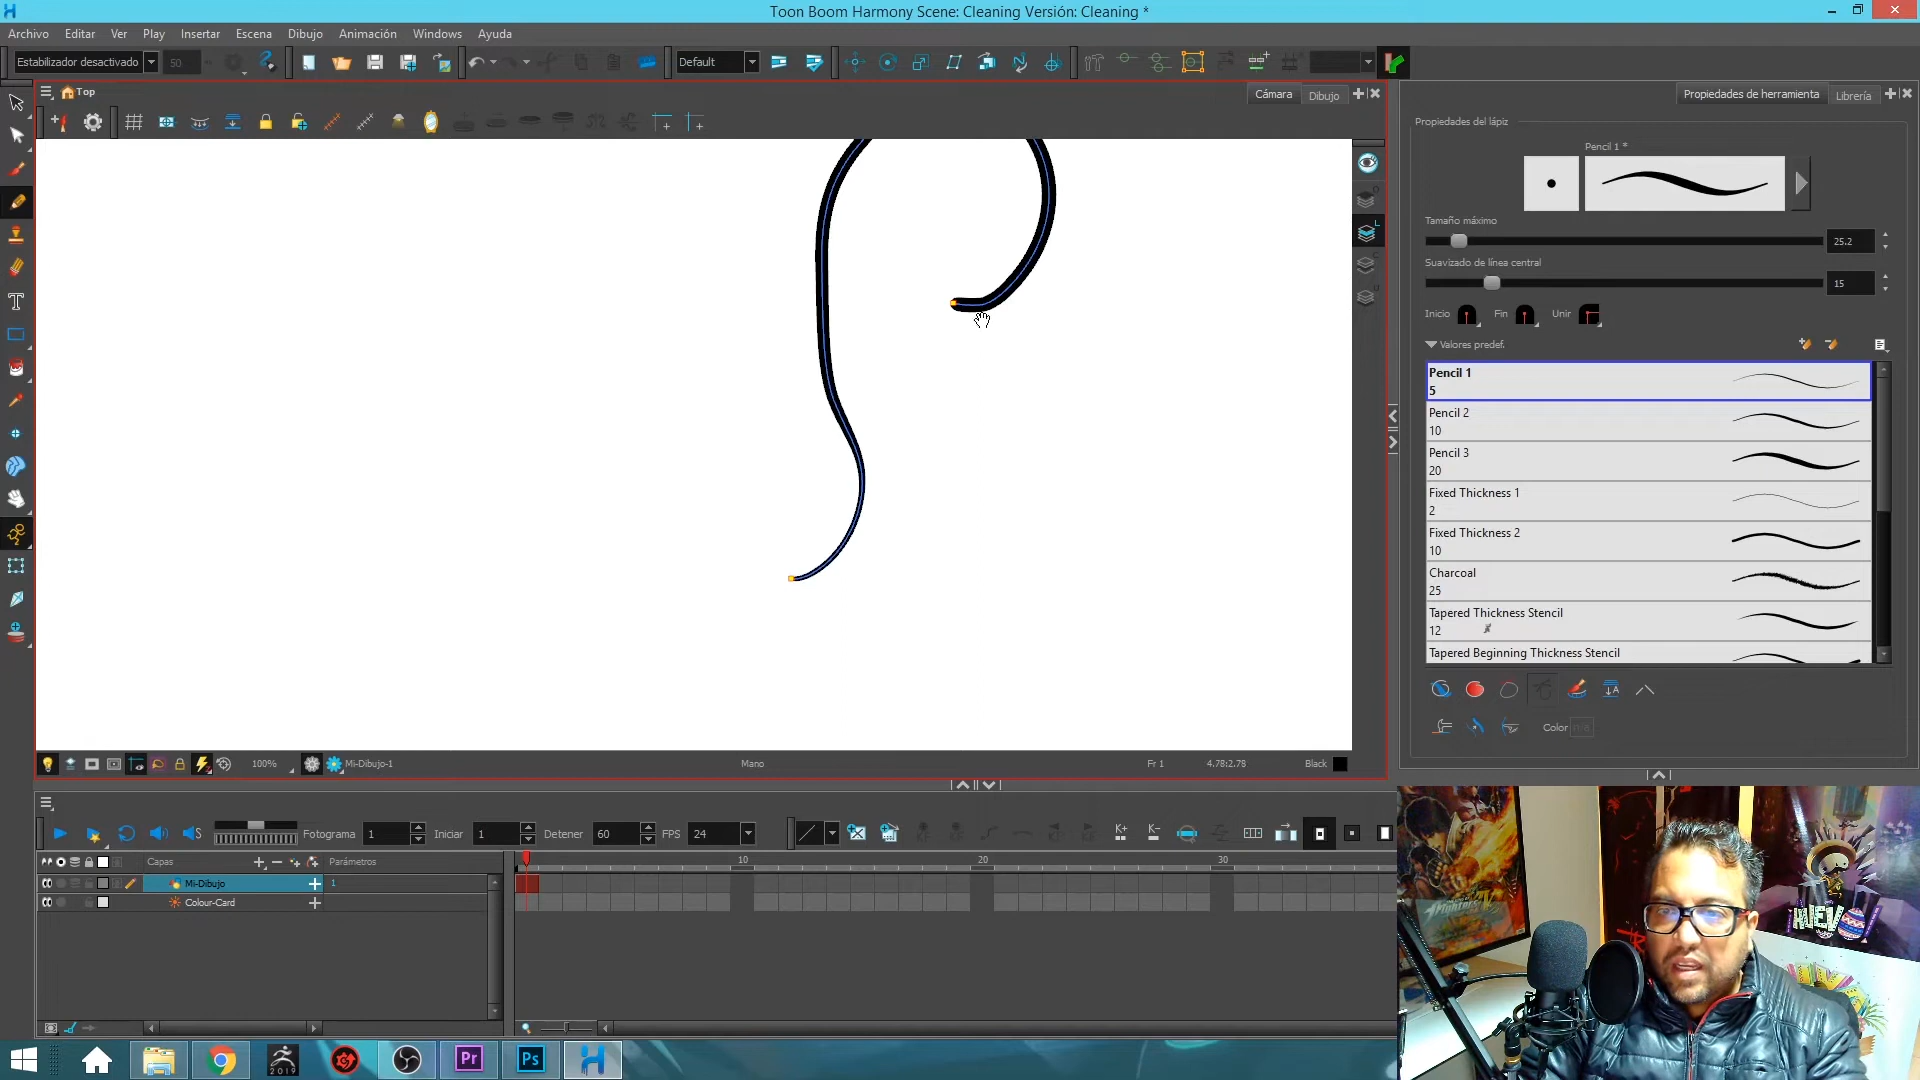 Toon Boom Harmony Scene: Cleaning Versión: Cleaning *
Archivo Editar Ver Play Insertar Escena Dibujo Animación Windows Ayuda
Estabilizador desactivado 50 Default
Top Cámara Dibujo Propiedades de herramienta Librería
Propiedades del lápiz
Pencil 1 *
Tamaño máximo
25.2
Suavizado de línea central
15
Inicio Fin Unir
Valores predef.
Pencil 1
5
Pencil 2
10
Pencil 3
20
Fixed Thickness 1
2
Fixed Thickness 2
10
Charcoal
25
Tapered Thickness Stencil
12
Tapered Beginning Thickness Stencil
Color n/a
100% Mi-Dibujo-1 Mano Fr 1 4.78:2.78 Black
Fotograma 1 Iniciar 1 Detener 60 FPS 24
Capas Parámetros 10 20 30
Mi-Dibujo 1
Colour-Card
2019 Pr Ps